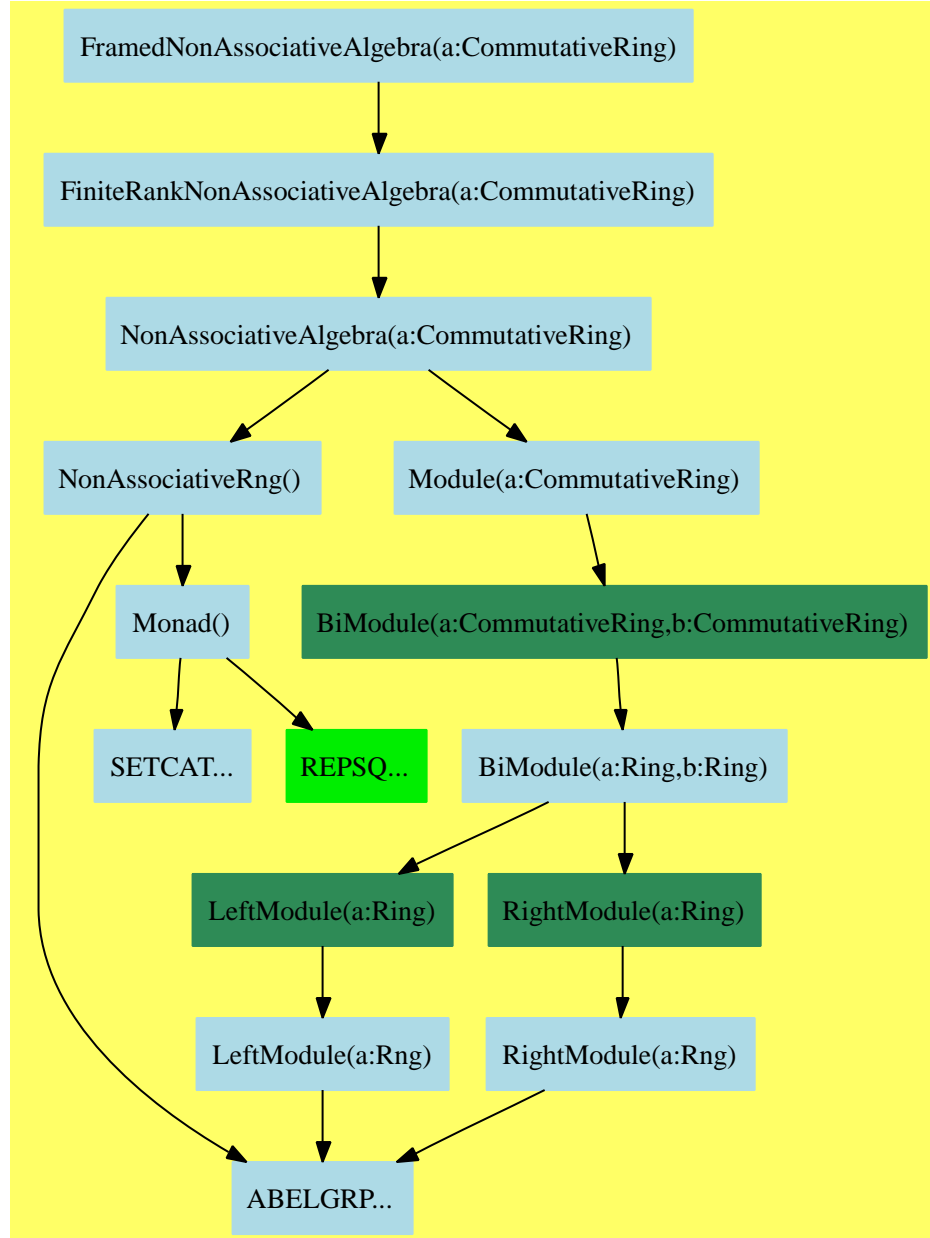 FramedNonAssociativeAlgebra(a:CommutativeRing)
FiniteRankNonAssociativeAlgebra(a:CommutativeRing)
NonAssociativeAlgebra(a:CommutativeRing)
NonAssociativeRng()
Module(a:CommutativeRing)
Monad()
BiModule(a:CommutativeRing,b:CommutativeRing)
SETCAT...
REPSQ...
BiModule(a:Ring,b:Ring)
LeftModule(a:Ring)
RightModule(a:Ring)
LeftModule(a:Rng)
RightModule(a:Rng)
ABELGRP...